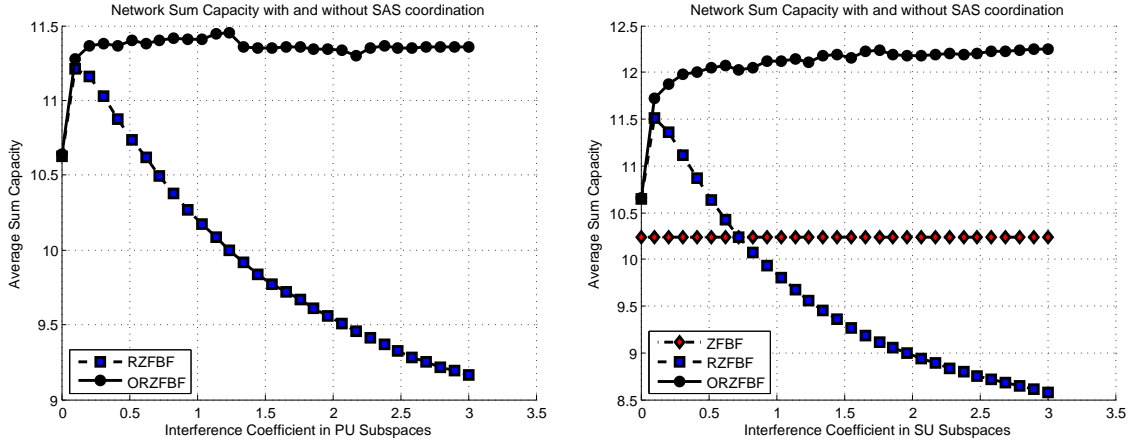 Network Sum Capacity with and without SAS coordination
11.5
11
10.5
10
9.5
9
Average Sum Capacity
0 0.5 1 1.5 2 2.5 3 3.5
Interference Coefficient in PU Subspaces
RZFBF
ORZFBF
Network Sum Capacity with and without SAS coordination
12.5
12
11.5
11
10.5
10
9.5
9
8.5
Average Sum Capacity
0 0.5 1 1.5 2 2.5 3 3.5
Interference Coefficient in SU Subspaces
ZFBF
RZFBF
ORZFBF